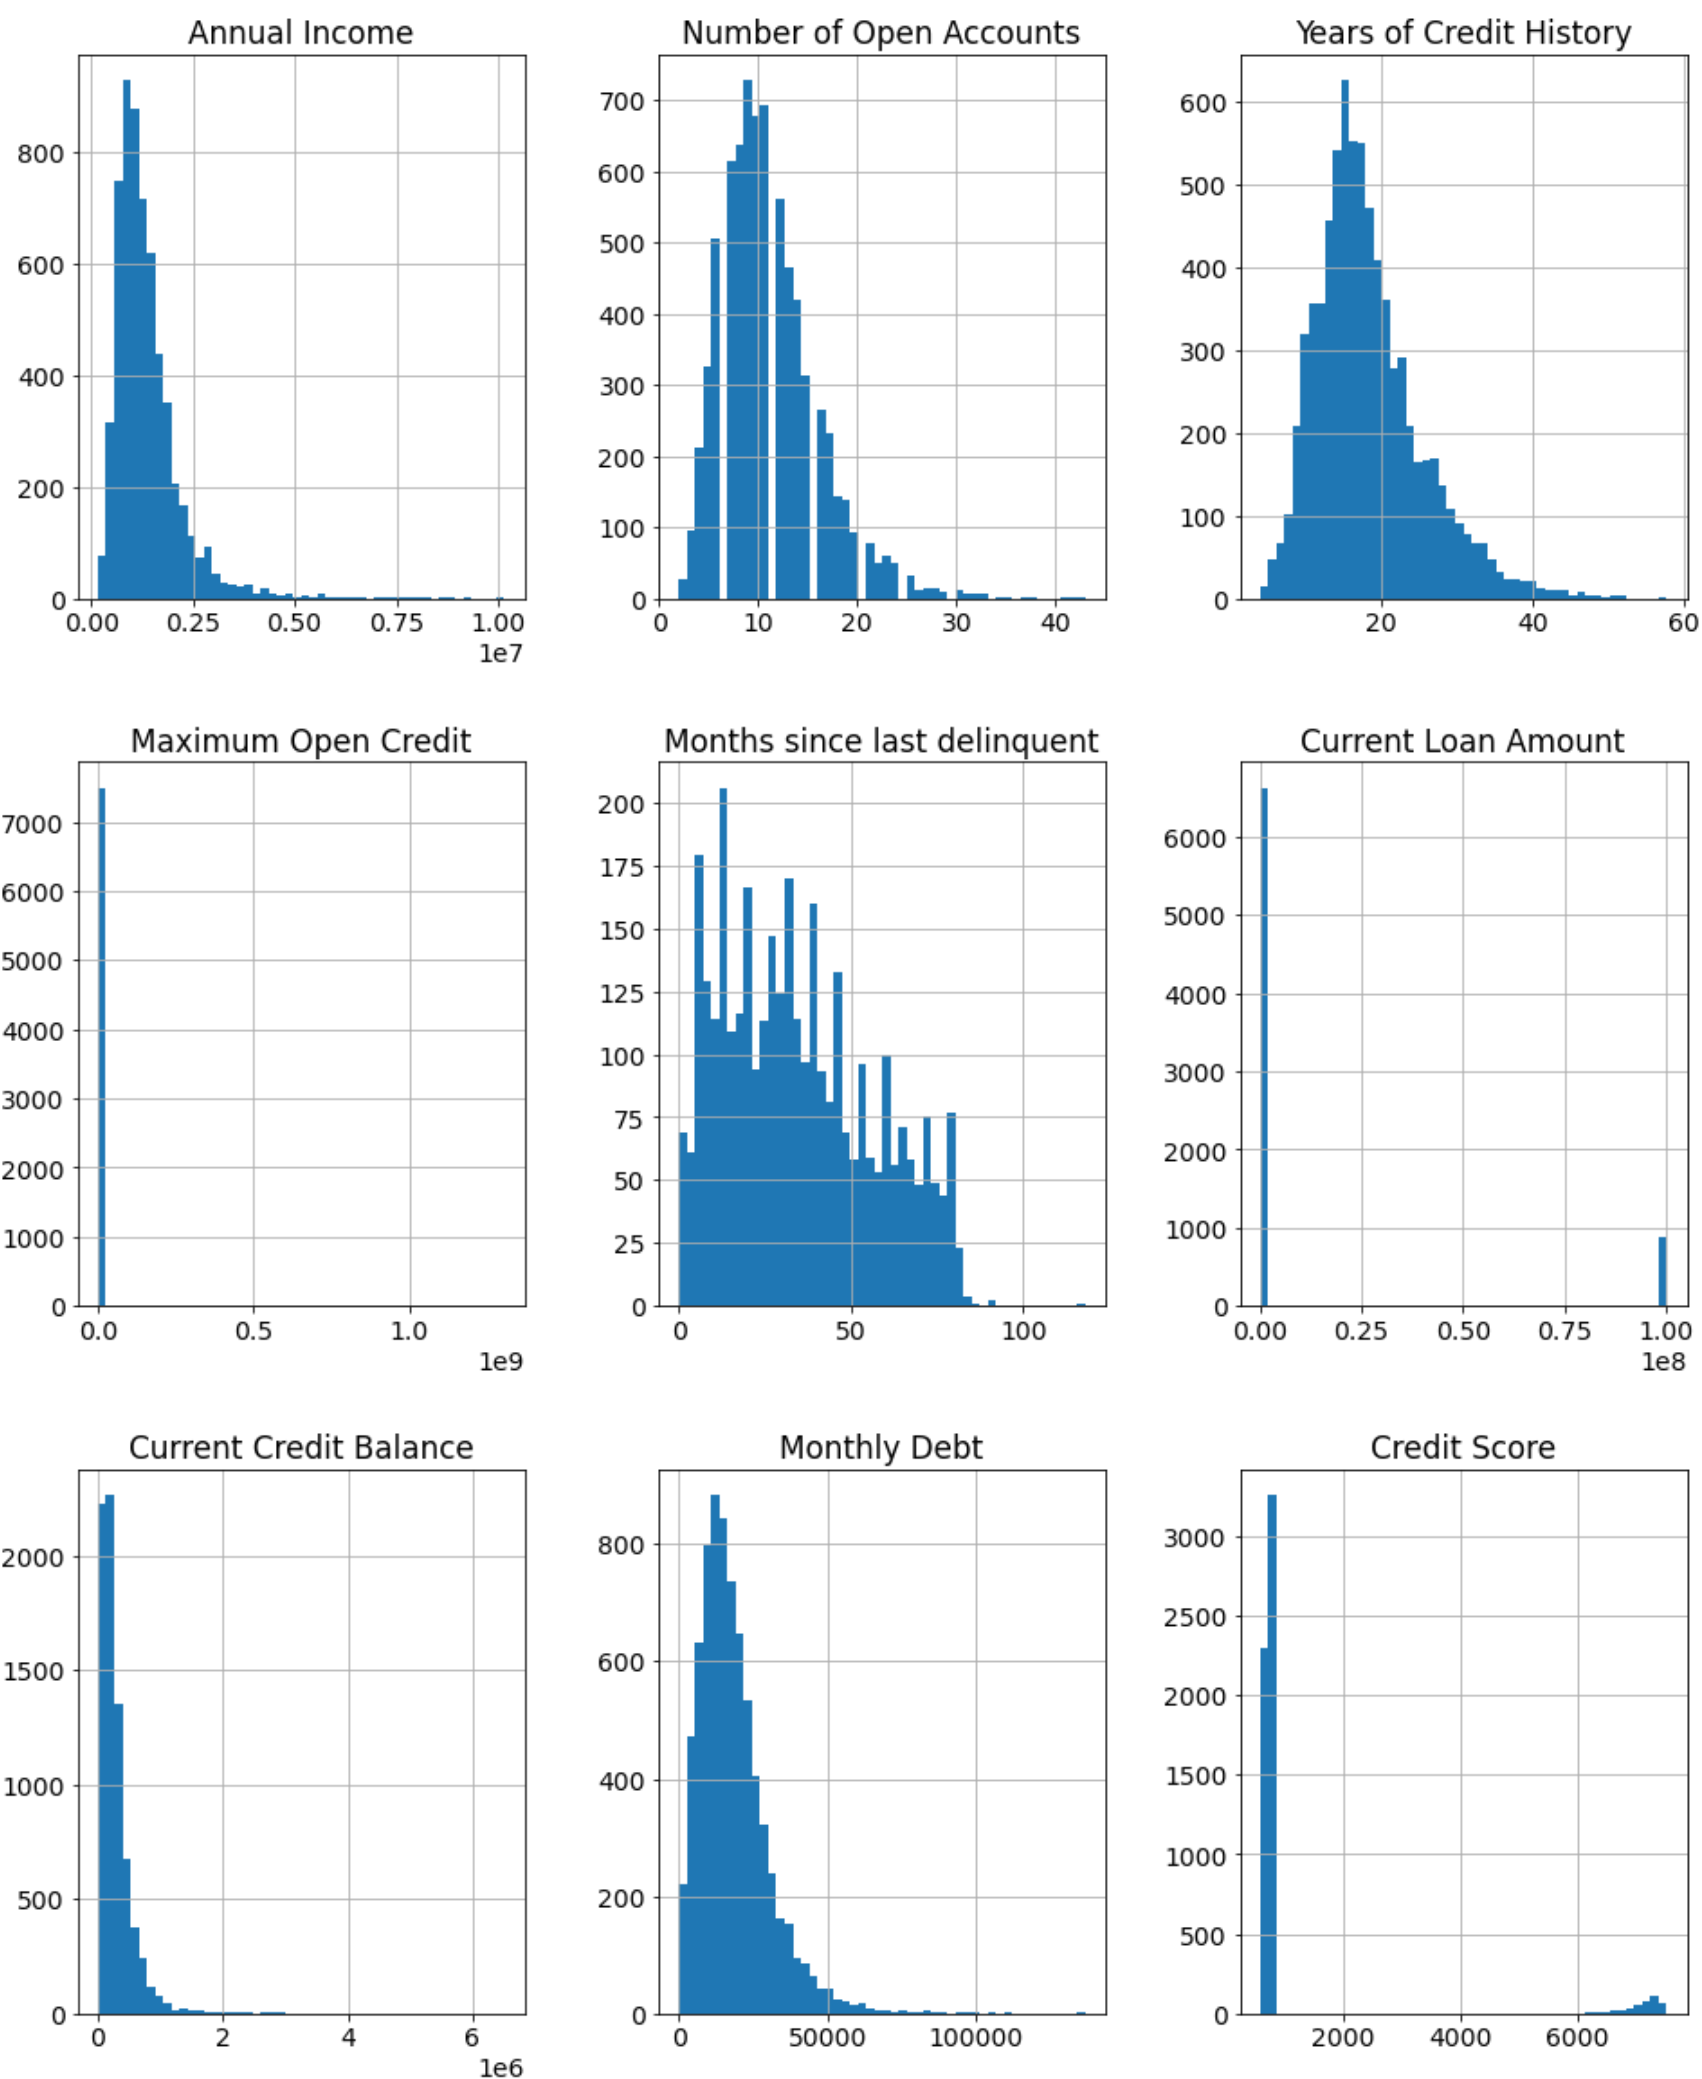 Annual Income
800
600
400
200
0
0.00 0.25 0.50 0.75 1.00
1e7
Number of Open Accounts
700
600
500
400
300
200
100
0
0 10 20 30 40
Years of Credit History
600
500
400
300
200
100
0
20 40 60
Maximum Open Credit
7000
6000
5000
4000
3000
2000
1000
0
0.0 0.5 1.0
1e9
Months since last delinquent
200
175
150
125
100
75
50
25
0
0 50 100
Current Loan Amount
6000
5000
4000
3000
2000
1000
0
0.00 0.25 0.50 0.75 1.00
1e8
Current Credit Balance
2000
1500
1000
500
0
0 2 4 6
1e6
Monthly Debt
800
600
400
200
0
0 50000 100000
Credit Score
3000
2500
2000
1500
1000
500
0
2000 4000 6000